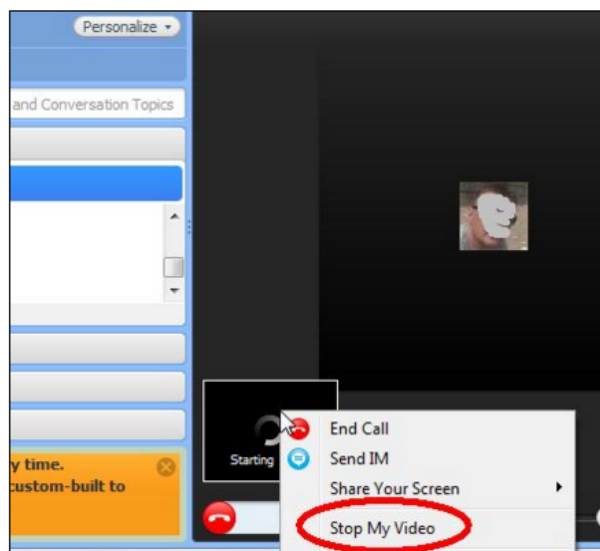 Personalize
and Conversation Topics
y time.
custom-built to
Starting
End Call
Send IM
Share Your Screen
Stop My Video